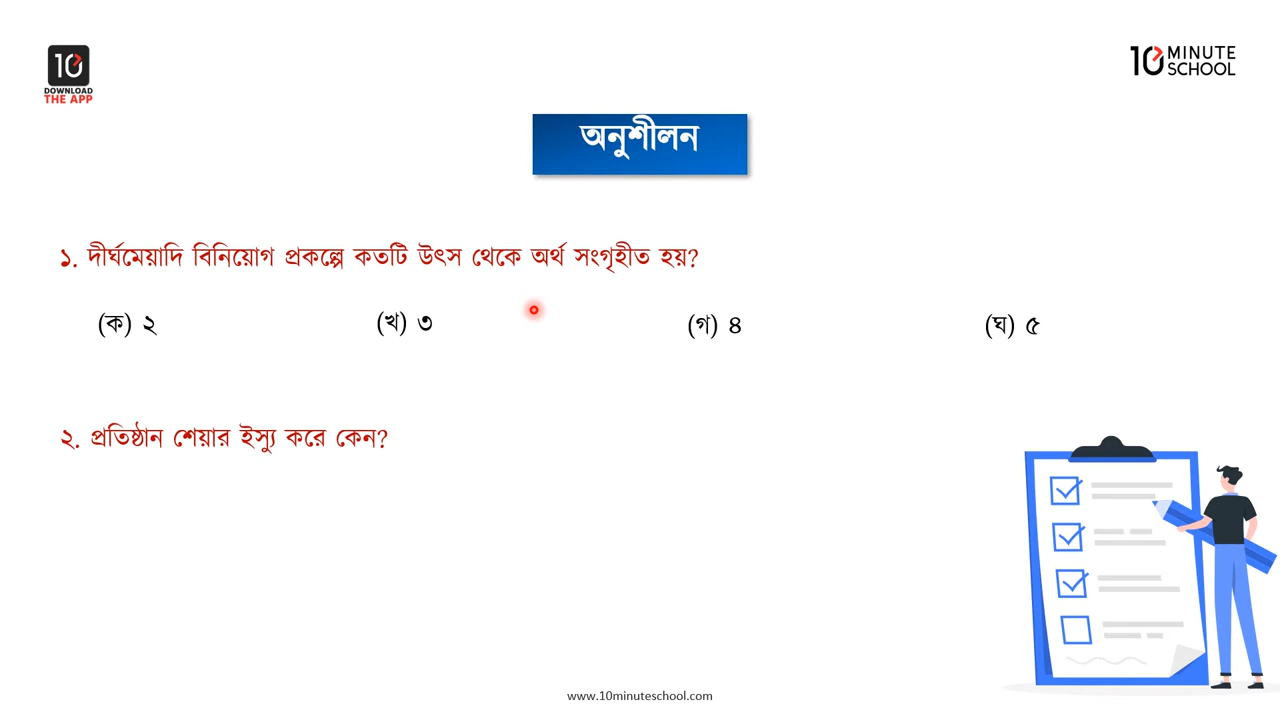 10
DOWNLOAD
THE APP
10 MINUTE
SCHOOL
অনুশীলন
১. দীর্ঘমেয়াদি বিনিয়োগ প্রকল্পে কতটি উৎস থেকে অর্থ সংগৃহীত হয়?
(ক) ২ (খ) ৩ (গ) ৪ (ঘ) ৫
২. প্রতিষ্ঠান শেয়ার ইস্যু করে কেন?
www.10minuteschool.com